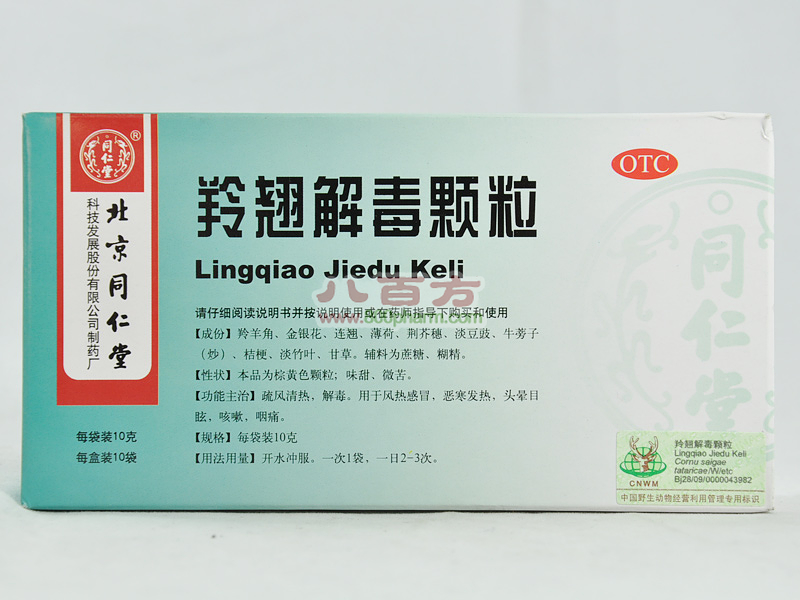 同仁堂
®
北京同仁堂
科技发展股份有限公司制药厂
每袋装10克
每盒装10袋
羚翘解毒颗粒
Lingqiao Jiedu Keli
OTC
八百方
800pharm.com
请仔细阅读说明书并按说明使用或在药师指导下购买和使用
【成份】羚羊角、金银花、连翘、薄荷、荆芥穗、淡豆豉、牛蒡子
（炒）、桔梗、淡竹叶、甘草。辅料为蔗糖、糊精。
【性状】本品为棕黄色颗粒；味甜、微苦。
【功能主治】疏风清热，解毒。用于风热感冒，恶寒发热，头晕目
眩，咳嗽，咽痛。
【规格】每袋装10克
【用法用量】开水冲服。一次1袋，一日2-3次。
同仁堂
CNWM
羚翘解毒颗粒
Lingqiao Jiedu Keli
Cornu saigae
tataricae/W/etc
Bj28/09/0000043982
中国野生动物经营利用管理专用标识